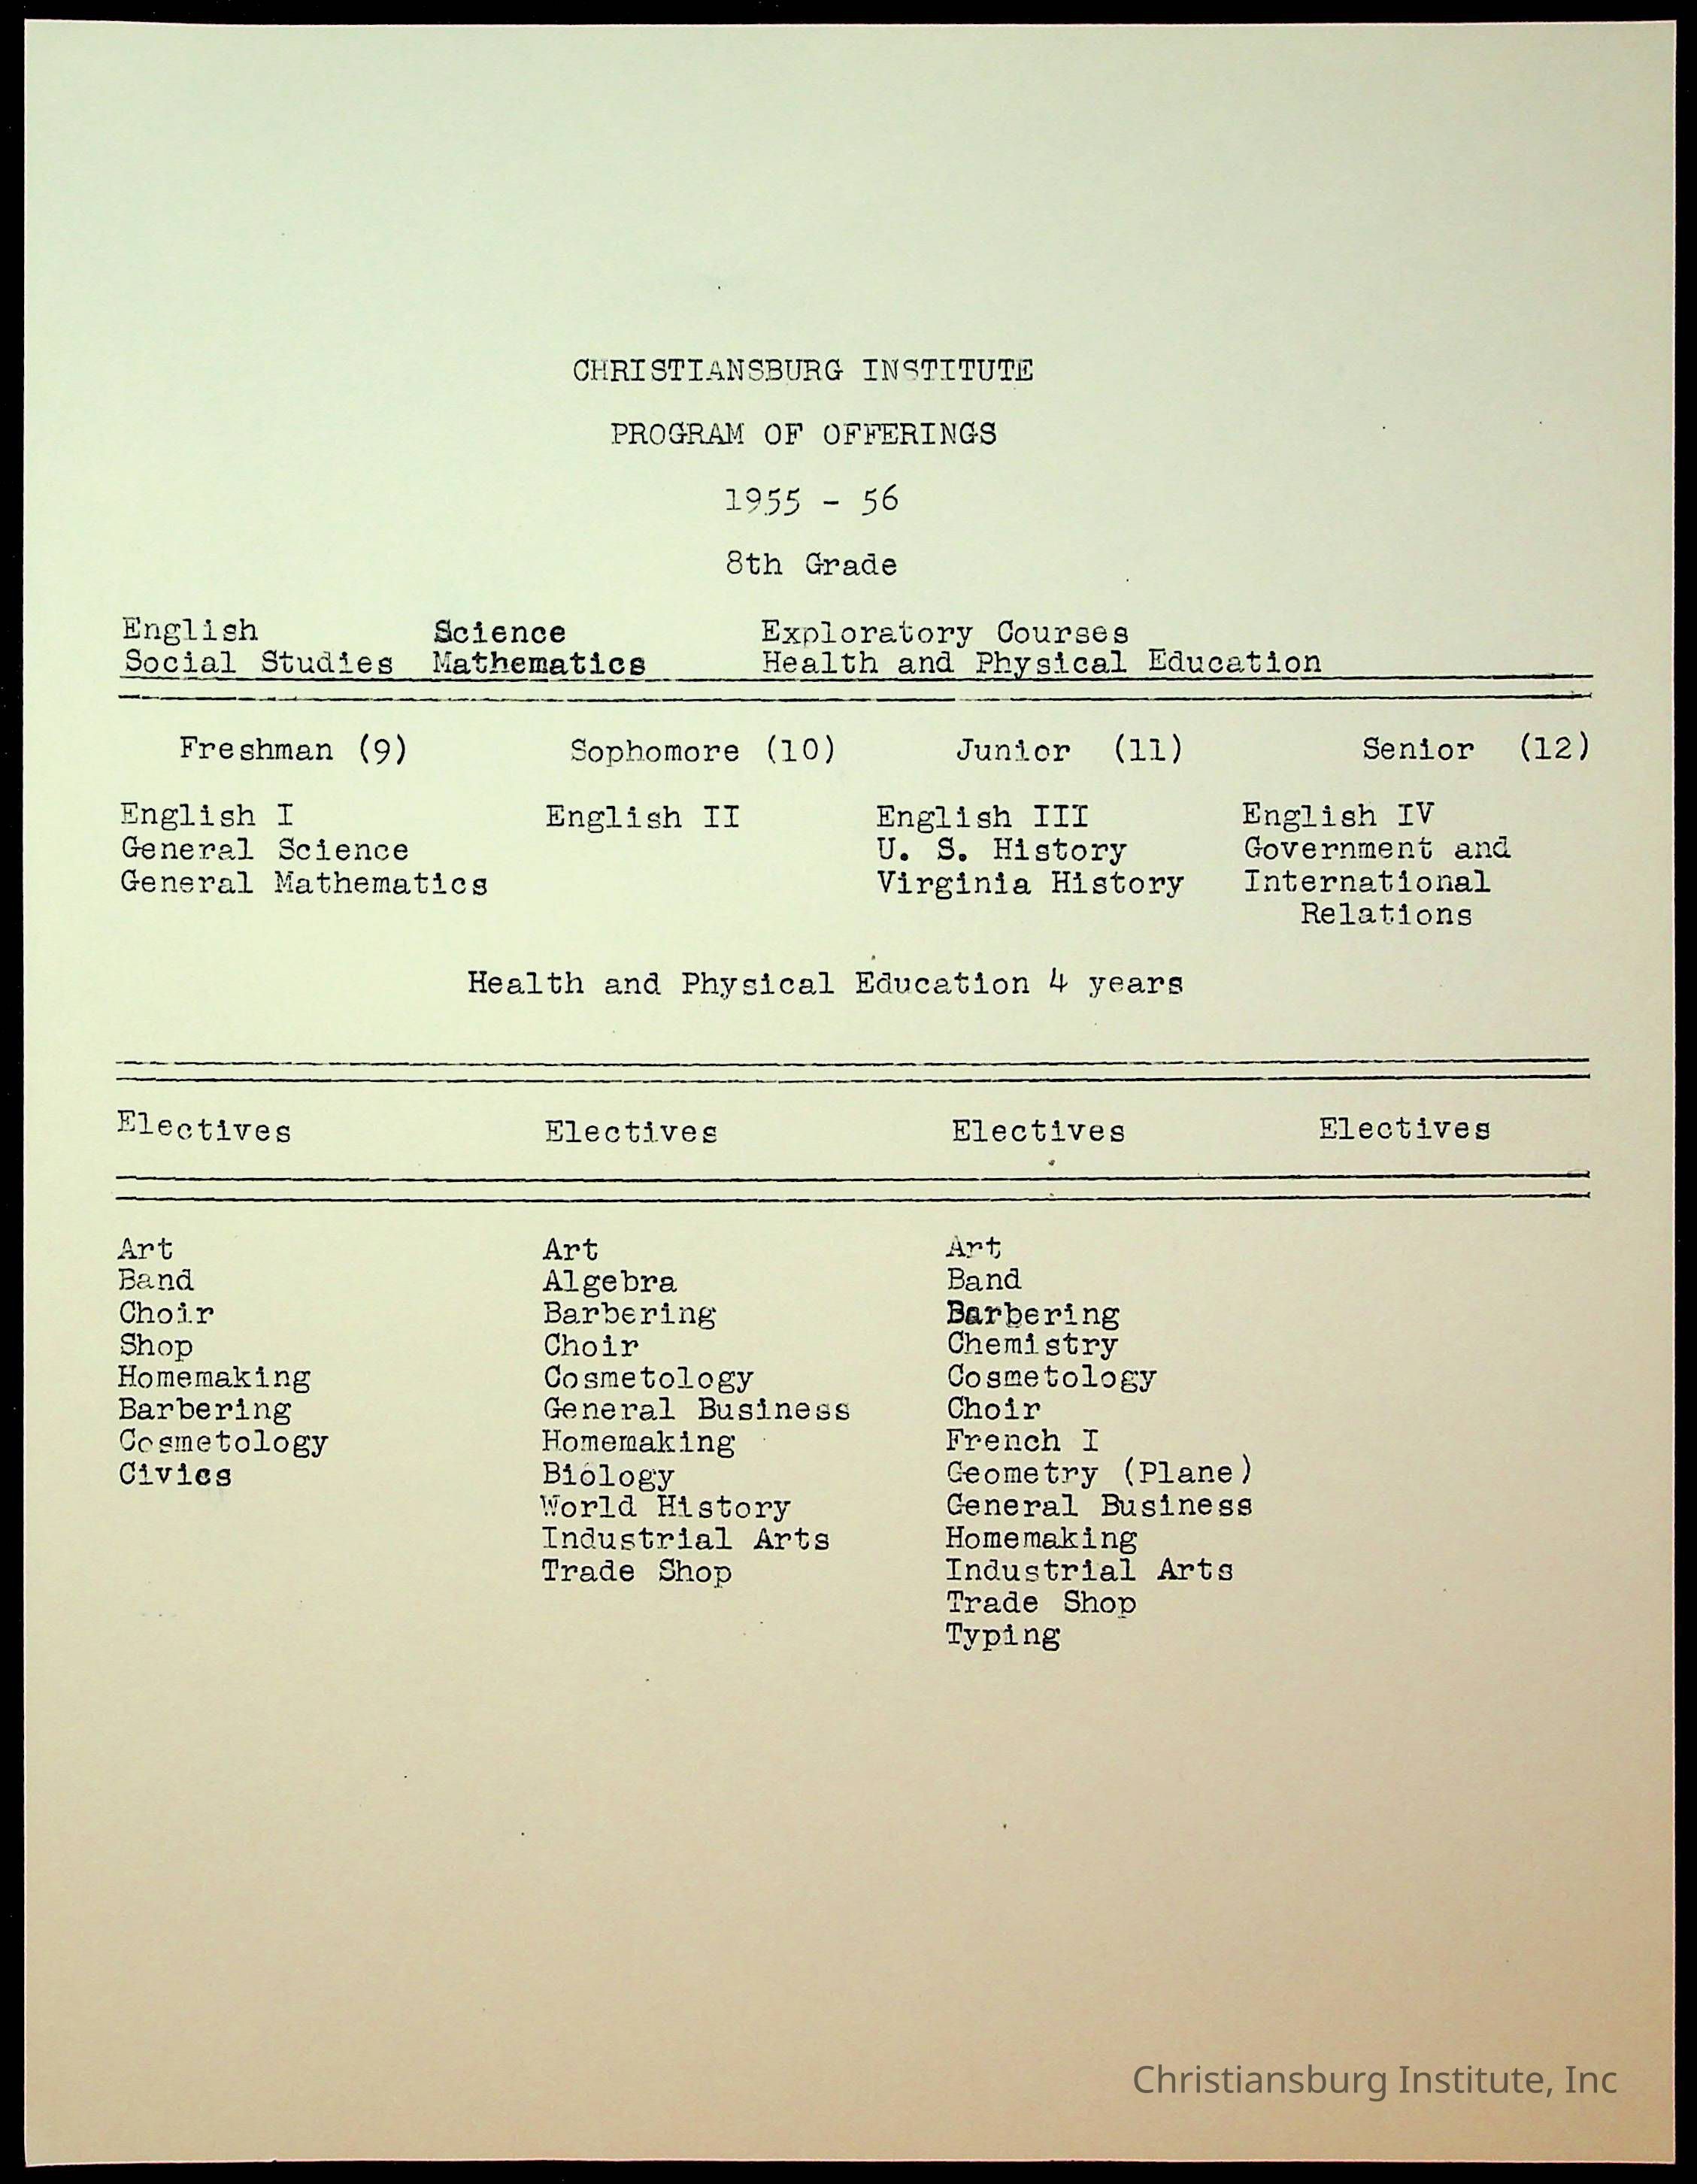 CHRISTIANSBURG INSTITUTE
PROGRAM OF OFFERINGS
1955 - 56
8th Grade
English Science Exploratory Courses
Social Studies Mathematics Health and Physical Education
Freshman (9) Sophomore (10) Junior (11) Senior (12)
English I English II English III English IV
General Science U. S. History Government and
General Mathematics Virginia History International
Relations
Health and Physical Education 4 years
Electives Electives Electives Electives
Art Art Art
Band Algebra Band
Choir Barbering Barbering
Shop Choir Chemistry
Homemaking Cosmetology Cosmetology
Barbering General Business Choir
Cosmetology Homemaking French I
Civics Biology Geometry (Plane)
World History General Business
Industrial Arts Homemaking
Trade Shop Industrial Arts
Trade Shop
Typing
Christiansburg Institute, Inc